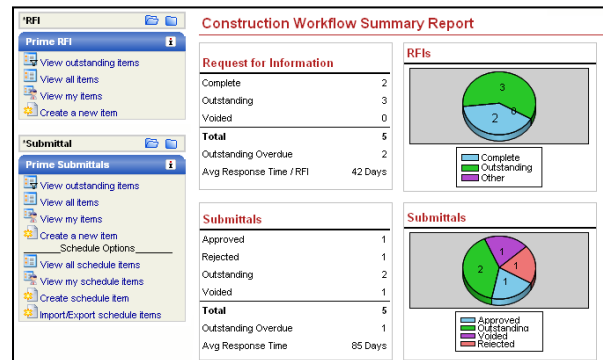 *RFI
Prime RFI
View outstanding items
View all items
View my items
Create a new item
*Submittal
Prime Submittals
View outstanding items
View all items
View my items
Create a new item
_____Schedule Options_____
View all schedule items
View my schedule items
Create schedule item
Import/Export schedule items
Construction Workflow Summary Report
Request for Information
Complete 2
Outstanding 3
Voided 0
Total 5
Outstanding Overdue 2
Avg Response Time / RFI 42 Days
RFIs
3
0
2
Complete
Outstanding
Other
Submittals
Approved 1
Rejected 1
Outstanding 2
Voided 1
Total 5
Outstanding Overdue 1
Avg Response Time 85 Days
Submittals
1
2
1
1
Approved
Outstanding
Voided
Rejected